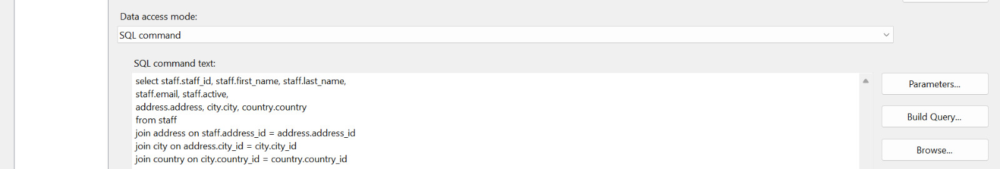 Data access mode:
SQL command
SQL command text:
select staff.staff_id, staff.first_name, staff.last_name,
staff.email, staff.active,
address.address, city.city, country.country
from staff
join address on staff.address_id = address.address_id
join city on address.city_id = city.city_id
join country on city.country_id = country.country_id
Parameters...
Build Query...
Browse...